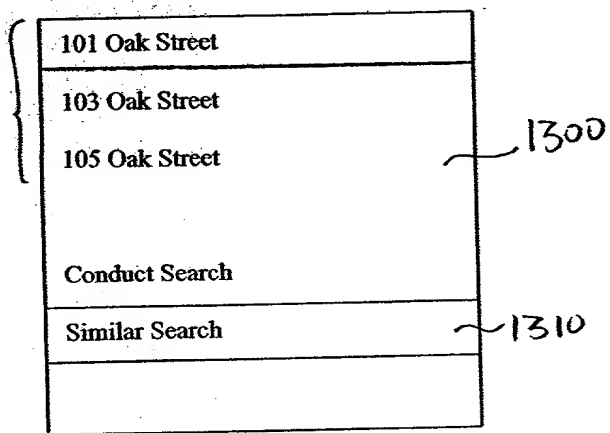 101 Oak Street
103 Oak Street
105 Oak Street
1300
Conduct Search
Similar Search
1310